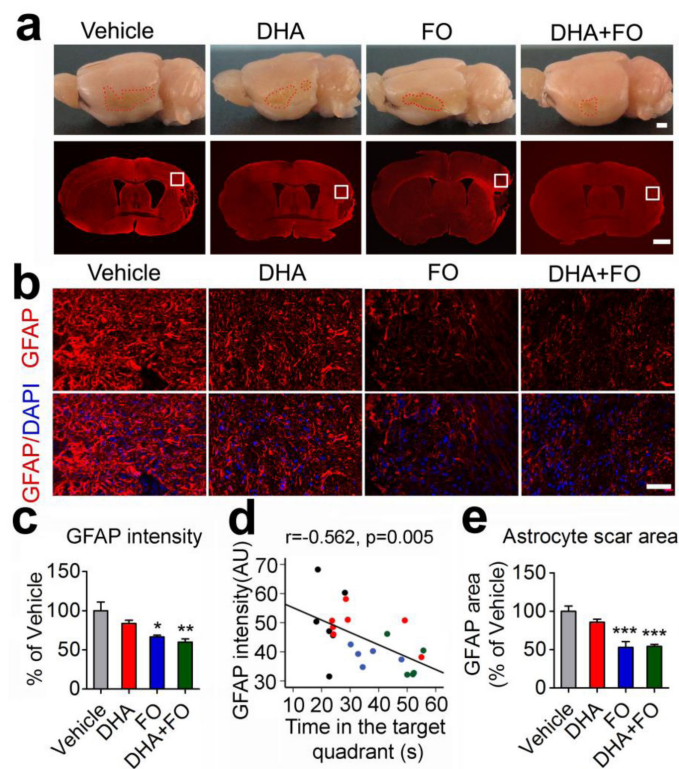 a
Vehicle DHA FO DHA+FO
Vehicle DHA FO DHA+FO
b
GFAP
GFAP/DAPI
c
GFAP intensity
% of Vehicle
150
100
50
0
*
**
Vehicle
DHA
FO
DHA+FO
d
r=-0.562, p=0.005
GFAP intensity(AU)
70
60
50
40
30
10 20 30 40 50 60
Time in the target
quadrant (s)
e
Astrocyte scar area
GFAP area
(% of Vehicle)
150
100
50
0
***
***
Vehicle
DHA
FO
DHA+FO